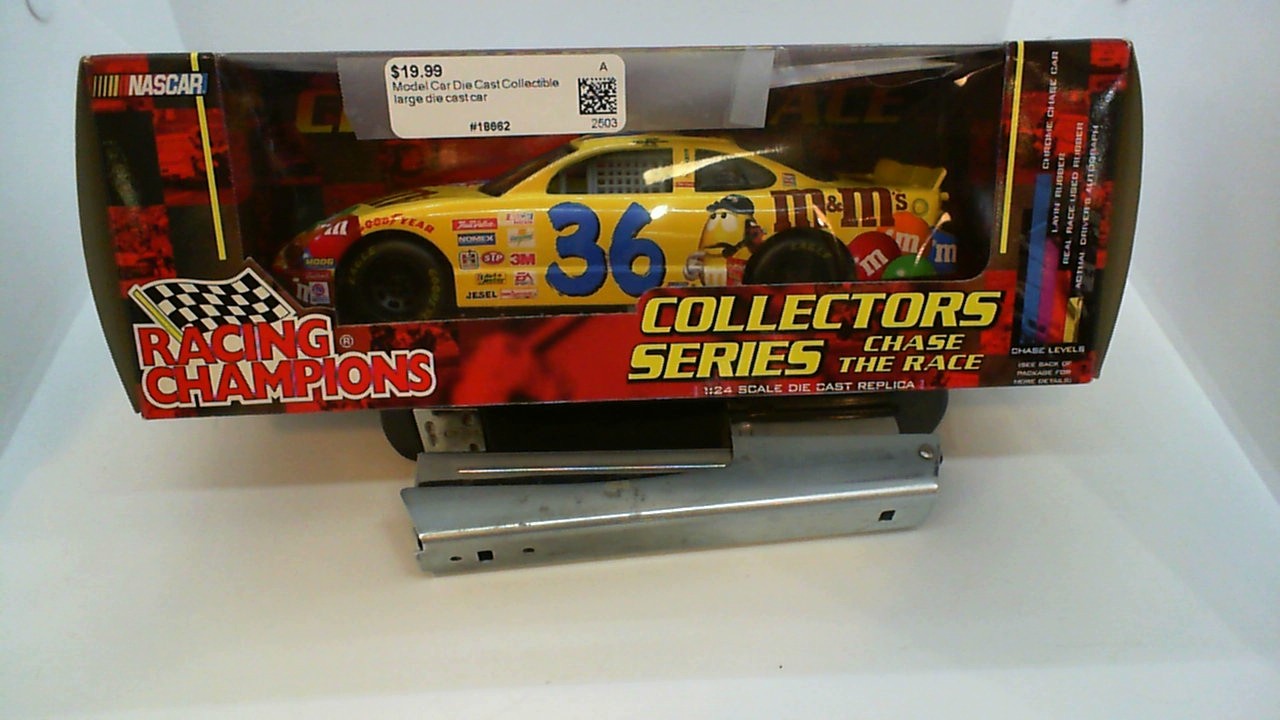 NASCAR
$19.99
A
Model Car Die Cast Collectible
large die cast car
#18662
2503
GOODYEAR
NOMEX
STP
3M
EA
JESEL
36
m&m's
m
m
m
m
RACING
CHAMPIONS
®
COLLECTORS
SERIES
CHASE
THE RACE
1:24 SCALE DIE CAST REPLICA
CHROME CHASE CAR
LAYIN RUBBER
REAL RACE USED RUBBER
ACTUAL DRIVER'S AUTOGRAPH
CHASE LEVELS
(SEE BACK OF
PACKAGE FOR
MORE DETAILS)